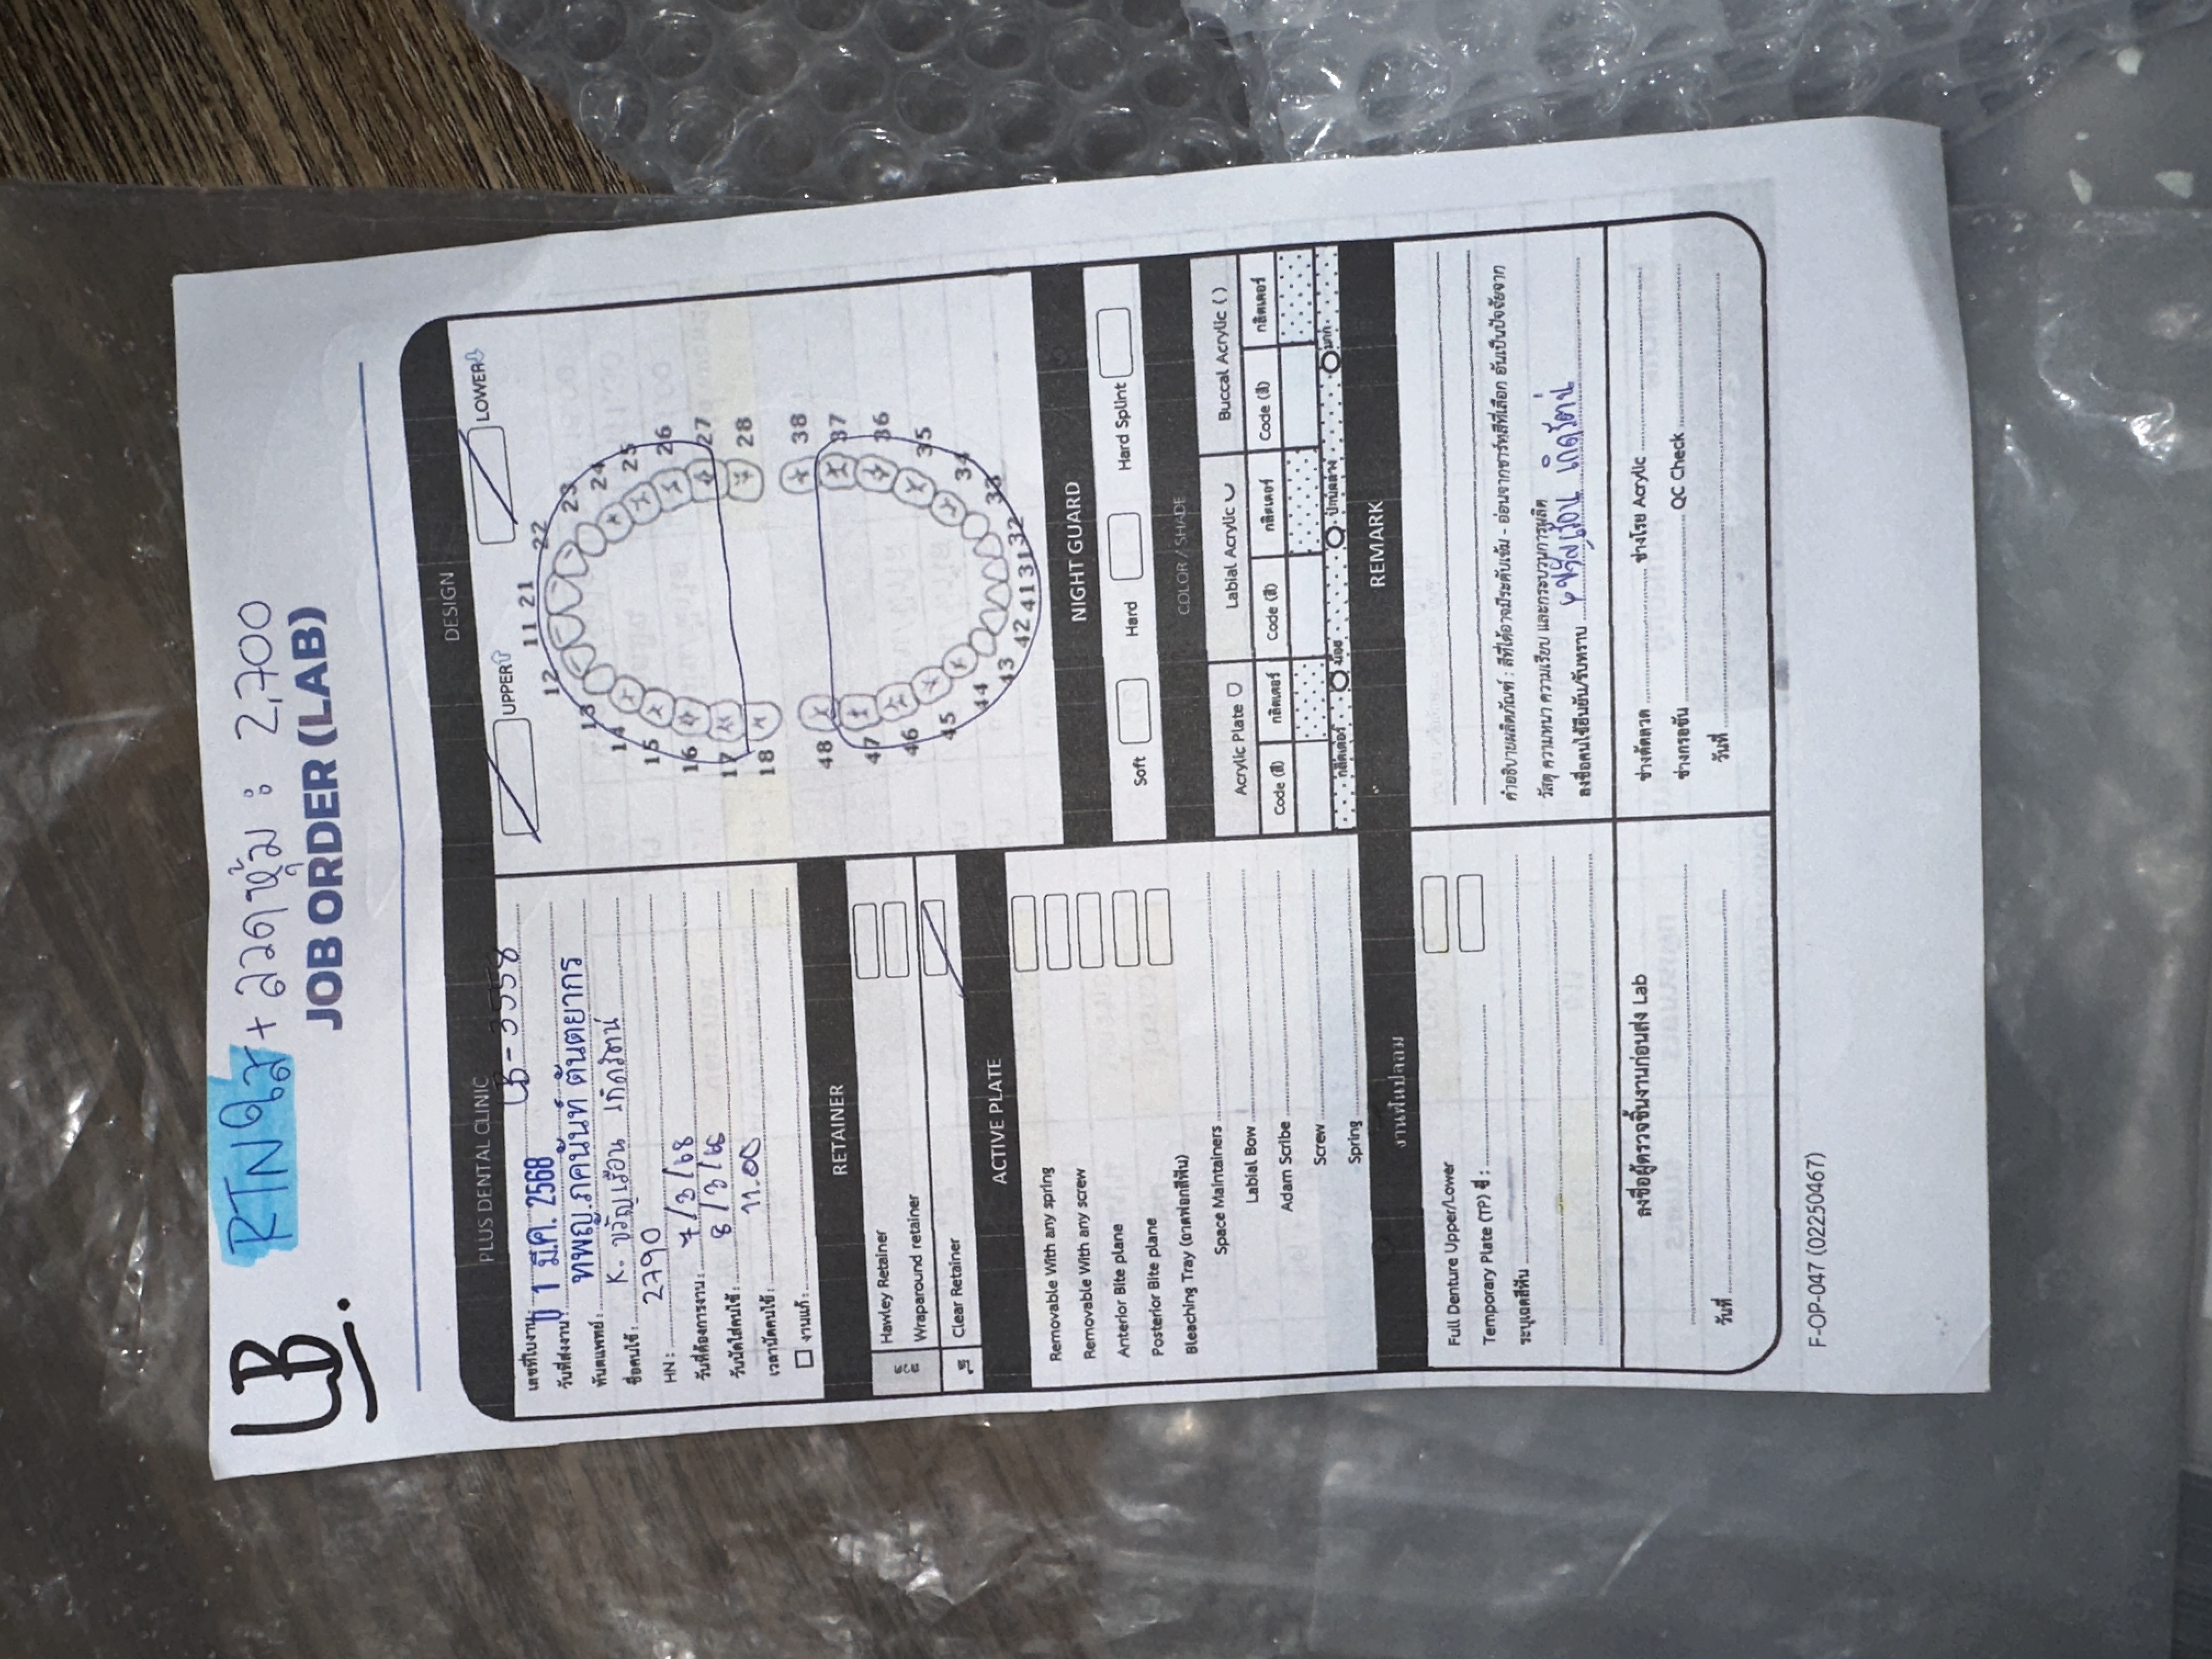 LB.
RTN ใส + ลวดหุ้ม : 2,700
JOB ORDER (LAB)
PLUS DENTAL CLINIC
เลขที่ใบงาน : LB-3558
วันที่ส่งงาน : 1 มี.ค. 2568
ทันตแพทย์ : ทพญ.ภคนันท์ ตันตยากร
ชื่อคนไข้ : K. ขวัญเรือน เกิดรัตน์
HN : 2790
วันที่ต้องการงาน : 7/3/68
วันนัดใส่คนไข้ : 8/3/68
เวลานัดคนไข้ : 11.00
งานแก้ :
RETAINER
ลวด
Hawley Retainer
Wraparound retainer
ใส
Clear Retainer
ACTIVE PLATE
Removable With any spring
Removable With any screw
Anterior Bite plane
Posterior Bite plane
Bleaching Tray (ถาดฟอกสีฟัน)
Space Maintainers
Labial Bow
Adam Scribe
Screw
Spring
งานฟันปลอม
Full Denture Upper/Lower
Temporary Plate (TP) ซี่ :
ระบุเฉดสีฟัน
ลงชื่อผู้ตรวจชิ้นงานก่อนส่ง Lab
วันที่
DESIGN
UPPER LOWER
11 21
12 22
13 23
14 24
15 25
16 26
17 27
18 28
48 38
47 37
46 36
45 35
44 34
43 33
42 41 31 32
NIGHT GUARD
Soft Hard Hard Splint
COLOR / SHADE
Acrylic Plate Labial Acrylic Buccal Acrylic ( )
Code (สี) กลิตเตอร์ Code (สี) กลิตเตอร์ Code (สี) กลิตเตอร์
กลิตเตอร์ น้อย ปานกลาง มาก
REMARK
คำอธิบายผลิตภัณฑ์ : สีที่ได้อาจมีระดับเข้ม - อ่อนจากชาร์ทสีที่เลือก อันเป็นปัจจัยจาก
วัสดุ ความหนา ความเรียบ และกระบวนการผลิต
ลงชื่อคนไข้ยืนยัน/รับทราบ ขวัญเรือน เกิดรัตน์
ช่างดัดลวด ช่างโรย Acrylic
ช่างกรอขัน QC Check
วันที่
F-OP-047 (02250467)